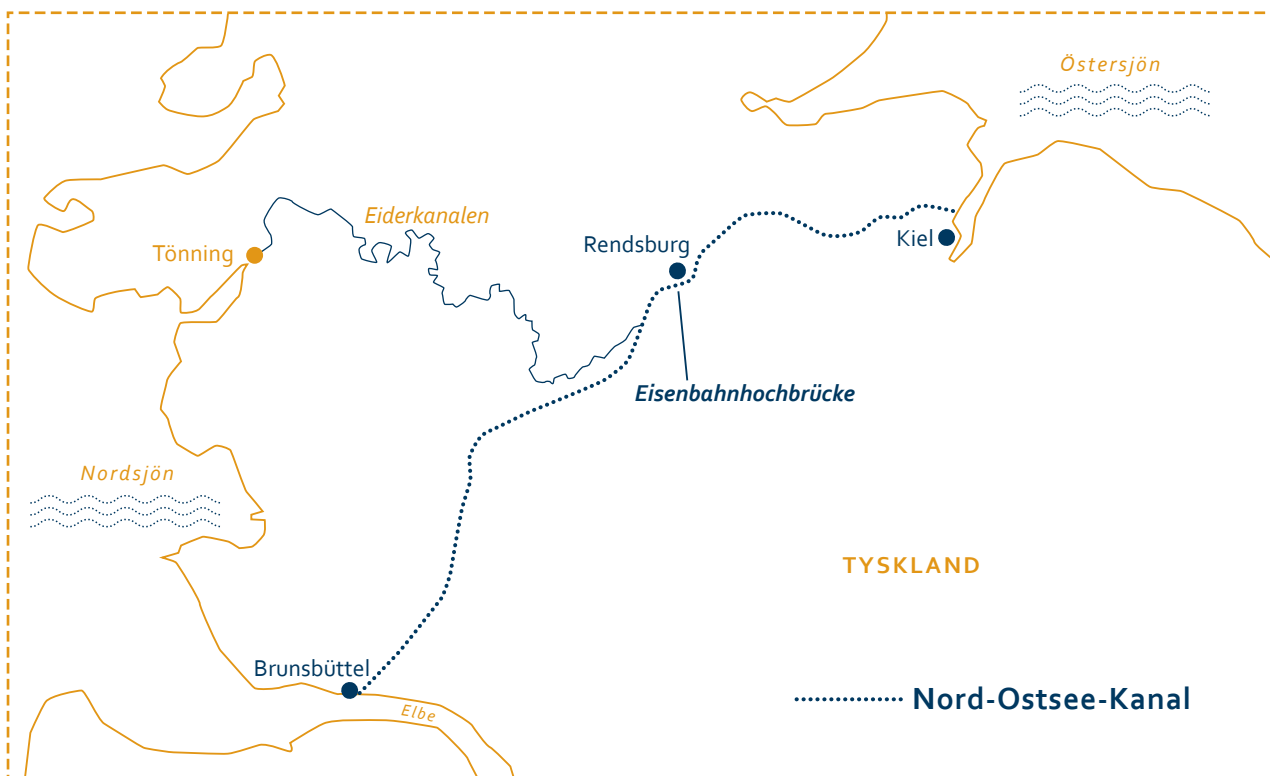 Östersjön
Eiderkanalen
Tönning
Rendsburg
Kiel
Eisenbahnhochbrücke
Nordsjön
TYSKLAND
Brunsbüttel
Elbe
Nord-Ostsee-Kanal